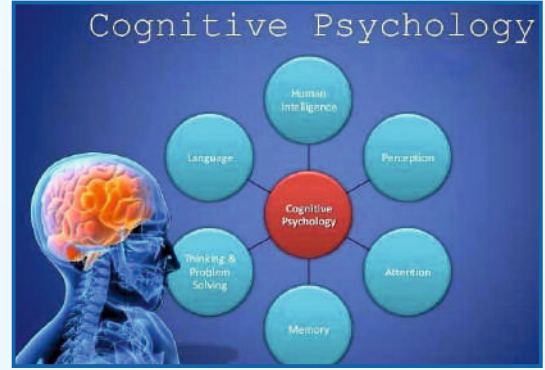 Cognitive Psychology
Human
Intelligence
Language
Perception
Cognitive
Psychology
Thinking &
Problem
Solving
Attention
Memory